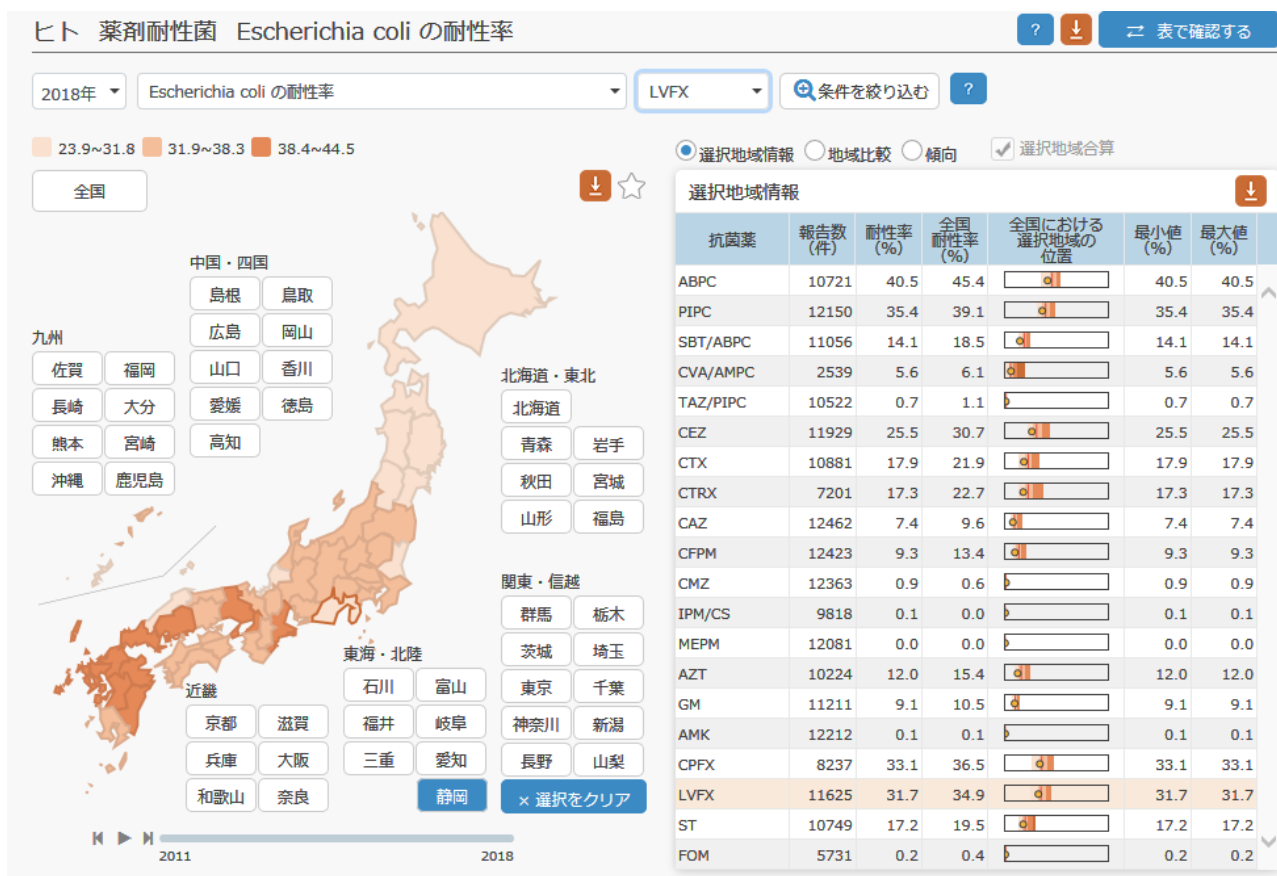 ヒト 薬剤耐性菌 Escherichia coli の耐性率
?
⇄ 表で確認する
2018年
Escherichia coli の耐性率
LVFX
条件を絞り込む
?
23.9~31.8 31.9~38.3 38.4~44.5
全国
中国・四国
島根 鳥取
広島 岡山
山口 香川
愛媛 徳島
高知
九州
佐賀 福岡
長崎 大分
熊本 宮崎
沖縄 鹿児島
北海道・東北
北海道
青森 岩手
秋田 宮城
山形 福島
関東・信越
群馬 栃木
茨城 埼玉
東京 千葉
神奈川 新潟
長野 山梨
東海・北陸
石川 富山
福井 岐阜
三重 愛知
静岡
近畿
京都 滋賀
兵庫 大阪
和歌山 奈良
× 選択をクリア
2011 2018
選択地域情報 地域比較 傾向 選択地域合算
選択地域情報
抗菌薬 報告数(件) 耐性率(%) 全国耐性率(%) 全国における選択地域の位置 最小値(%) 最大値(%)
ABPC 10721 40.5 45.4 40.5 40.5
PIPC 12150 35.4 39.1 35.4 35.4
SBT/ABPC 11056 14.1 18.5 14.1 14.1
CVA/AMPC 2539 5.6 6.1 5.6 5.6
TAZ/PIPC 10522 0.7 1.1 0.7 0.7
CEZ 11929 25.5 30.7 25.5 25.5
CTX 10881 17.9 21.9 17.9 17.9
CTRX 7201 17.3 22.7 17.3 17.3
CAZ 12462 7.4 9.6 7.4 7.4
CFPM 12423 9.3 13.4 9.3 9.3
CMZ 12363 0.9 0.6 0.9 0.9
IPM/CS 9818 0.1 0.0 0.1 0.1
MEPM 12081 0.0 0.0 0.0 0.0
AZT 10224 12.0 15.4 12.0 12.0
GM 11211 9.1 10.5 9.1 9.1
AMK 12212 0.1 0.1 0.1 0.1
CPFX 8237 33.1 36.5 33.1 33.1
LVFX 11625 31.7 34.9 31.7 31.7
ST 10749 17.2 19.5 17.2 17.2
FOM 5731 0.2 0.4 0.2 0.2